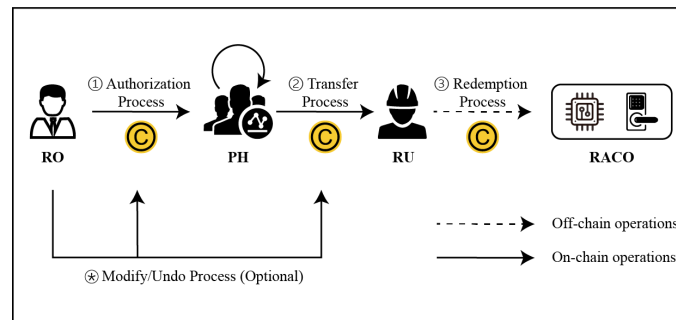 ① Authorization
Process
② Transfer
Process
③ Redemption
Process
©
©
©
RO
PH
RU
RACO
Off-chain operations
On-chain operations
⊛ Modify/Undo Process (Optional)